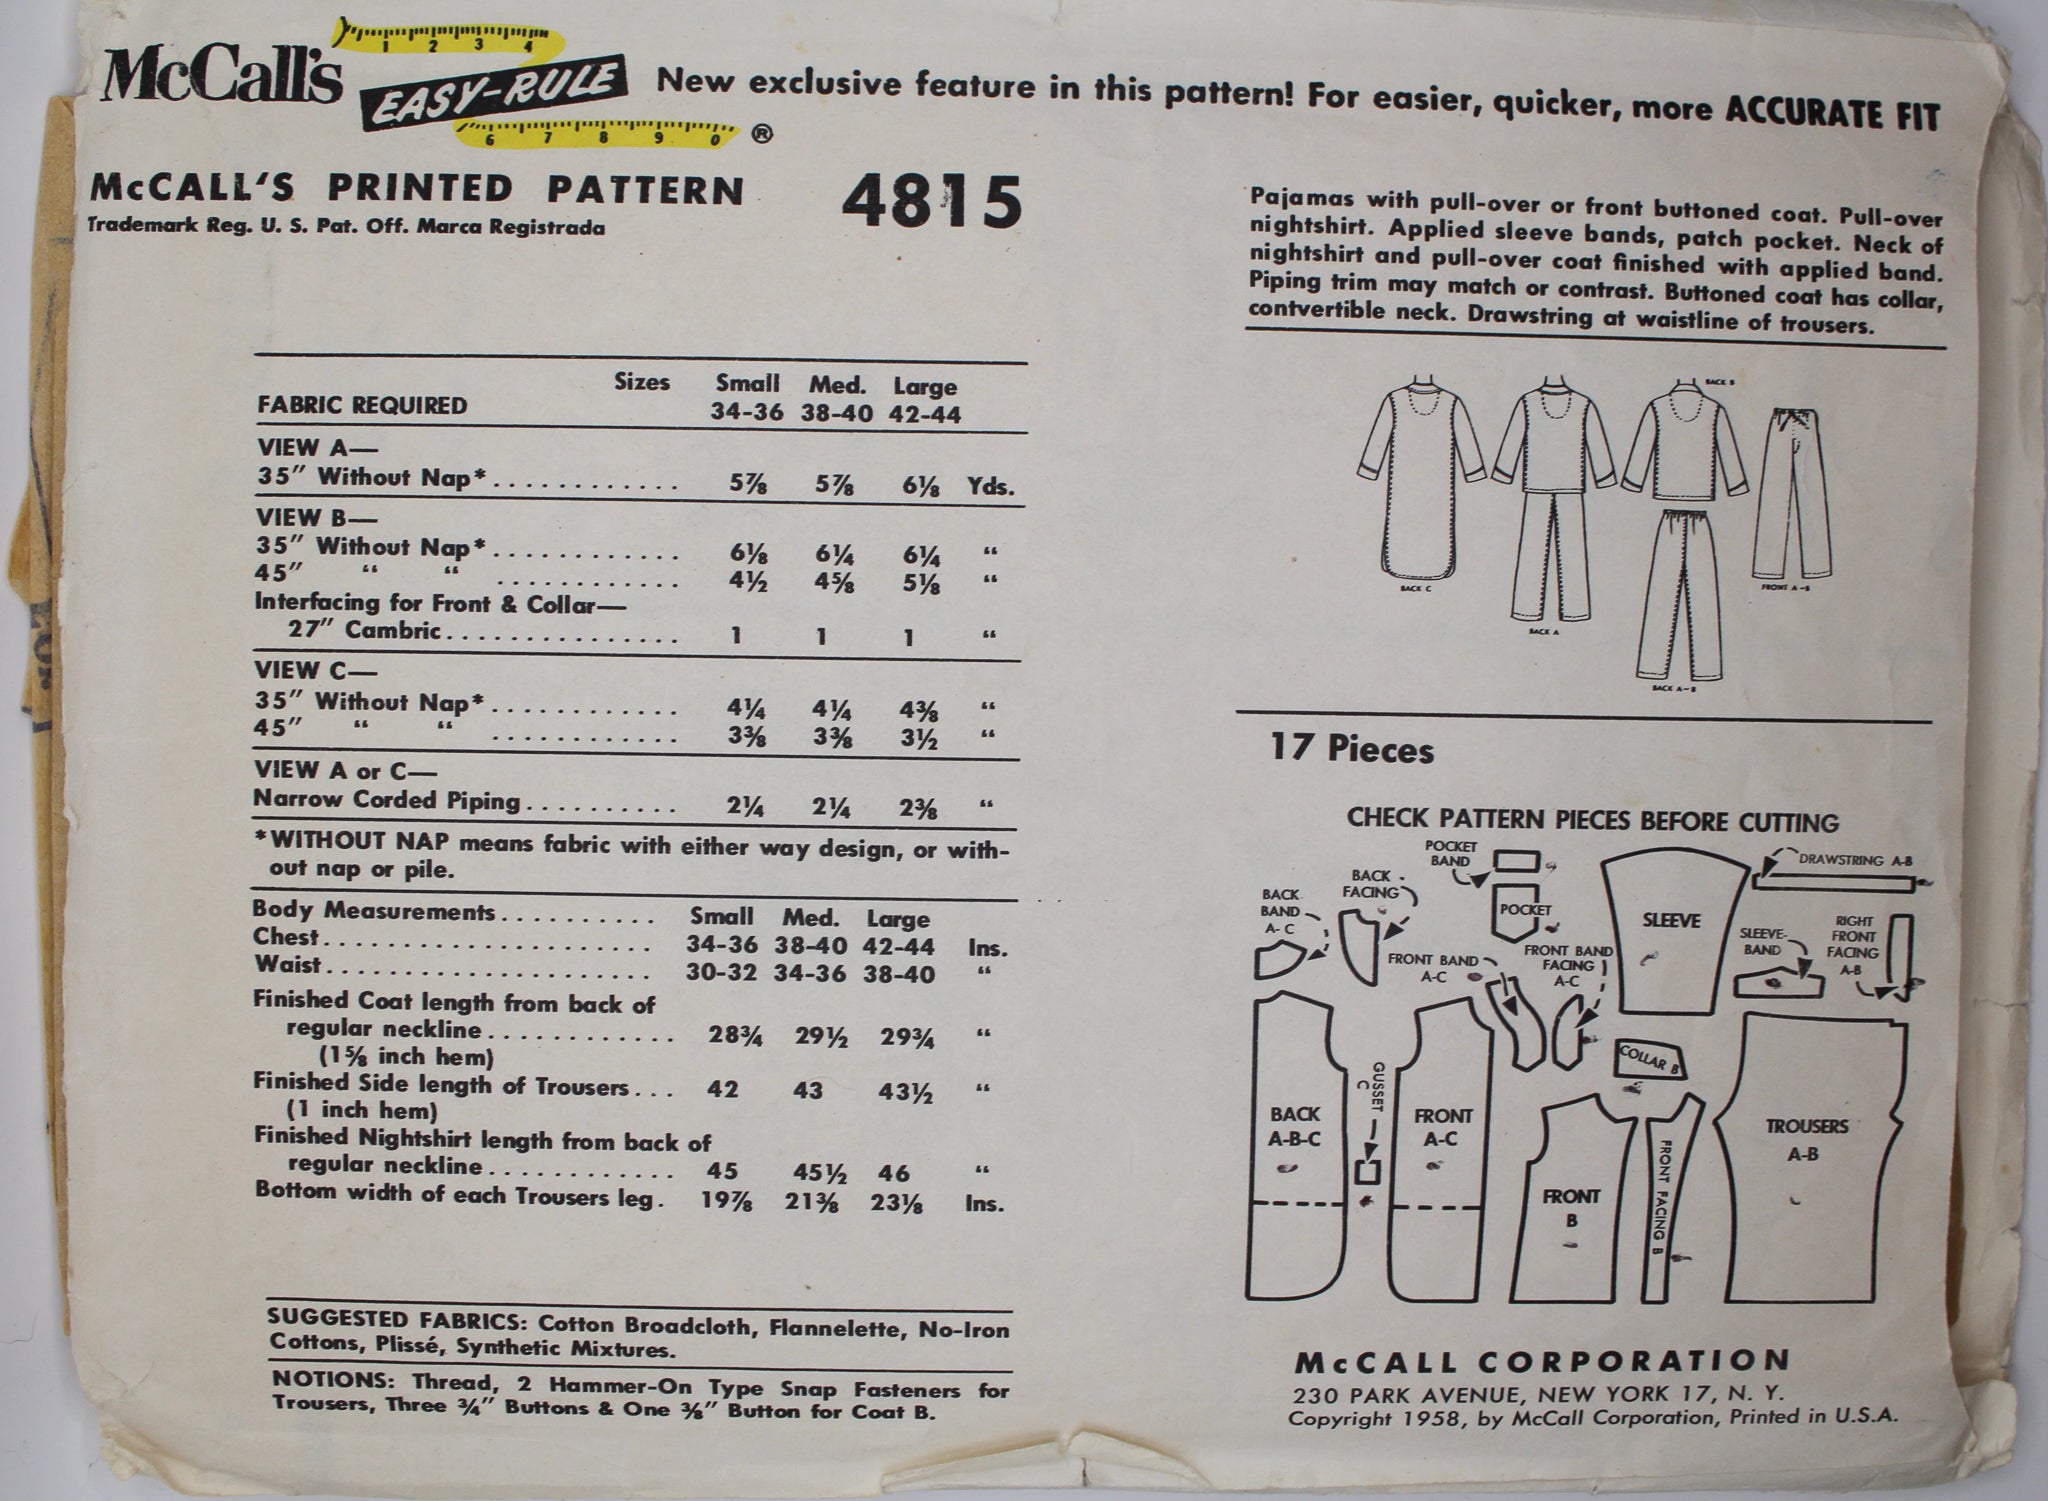 McCall's
1 2 3 4
EASY-RULE
6 7 8 9 0 ®
New exclusive feature in this pattern! For easier, quicker, more ACCURATE FIT
McCALL'S PRINTED PATTERN 4815
Trademark Reg. U. S. Pat. Off. Marca Registrada
Pajamas with pull-over or front buttoned coat. Pull-over
nightshirt. Applied sleeve bands, patch pocket. Neck of
nightshirt and pull-over coat finished with applied band.
Piping trim may match or contrast. Buttoned coat has collar,
contvertible neck. Drawstring at waistline of trousers.
Sizes Small Med. Large
FABRIC REQUIRED 34-36 38-40 42-44
VIEW A—
35" Without Nap*............ 5⅞ 5⅞ 6⅛ Yds.
VIEW B—
35" Without Nap*............ 6⅛ 6¼ 6¼ "
45" " " ............ 4½ 4⅝ 5⅛ "
Interfacing for Front & Collar—
27" Cambric............... 1 1 1 "
VIEW C—
35" Without Nap*............ 4¼ 4¼ 4⅜ "
45" " " ............ 3⅜ 3⅜ 3½ "
VIEW A or C—
Narrow Corded Piping.......... 2¼ 2¼ 2⅜ "
*WITHOUT NAP means fabric with either way design, or with-
out nap or pile.
Body Measurements.......... Small Med. Large
Chest..................... 34-36 38-40 42-44 Ins.
Waist..................... 30-32 34-36 38-40 "
Finished Coat length from back of
regular neckline............ 28¾ 29½ 29¾ "
(1⅝ inch hem)
Finished Side length of Trousers... 42 43 43½ "
(1 inch hem)
Finished Nightshirt length from back of
regular neckline............ 45 45½ 46 "
Bottom width of each Trousers leg. 19⅞ 21⅜ 23⅛ Ins.
SUGGESTED FABRICS: Cotton Broadcloth, Flannelette, No-Iron
Cottons, Plissé, Synthetic Mixtures.
NOTIONS: Thread, 2 Hammer-On Type Snap Fasteners for
Trousers, Three ¾" Buttons & One ⅜" Button for Coat B.
BACK B
BACK C
BACK A
FRONT A-B
BACK A-B
17 Pieces
CHECK PATTERN PIECES BEFORE CUTTING
POCKET
BAND
DRAWSTRING A-B
BACK
FACING
BACK
BAND
A-C
POCKET
SLEEVE
SLEEVE-
BAND
RIGHT
FRONT
FACING
A-B
FRONT BAND
A-C
FRONT BAND
FACING
A-C
COLLAR B
GUSSET
C
BACK
A-B-C
FRONT
A-C
FRONT
B
FRONT FACING B
TROUSERS
A-B
McCALL CORPORATION
230 PARK AVENUE, NEW YORK 17, N. Y.
Copyright 1958, by McCall Corporation, Printed in U.S.A.